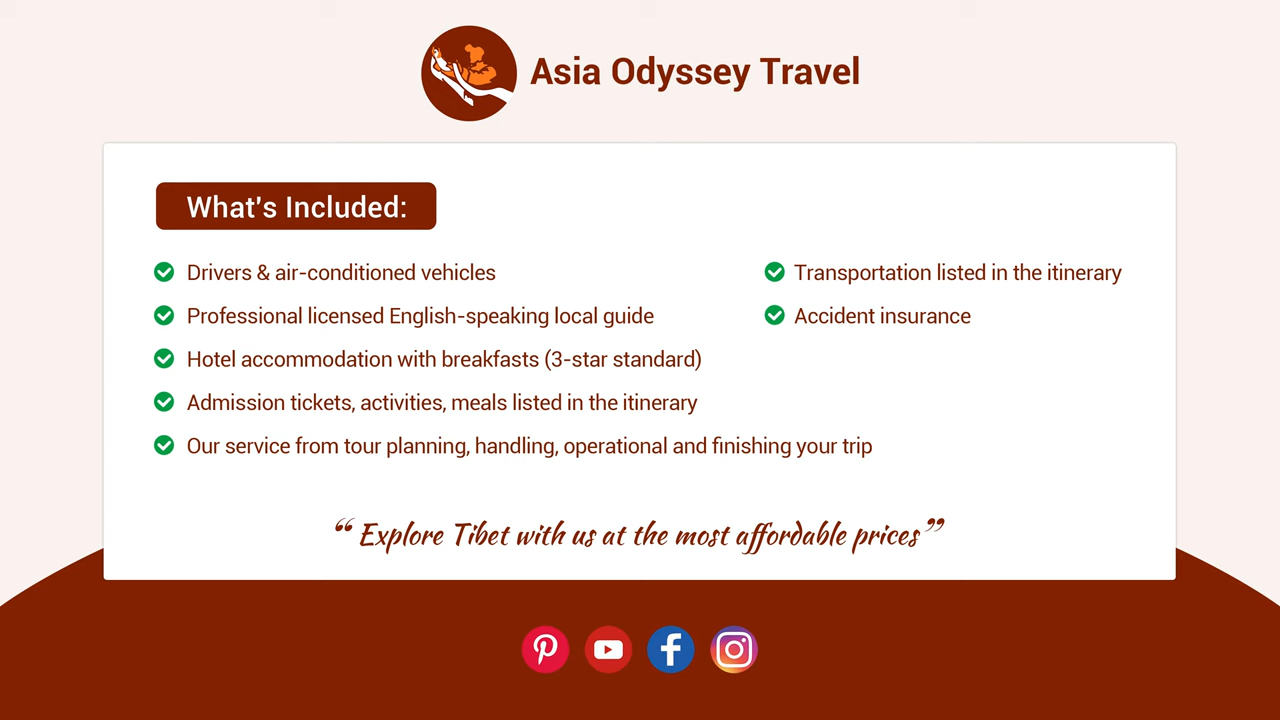 Asia Odyssey Travel
What's Included:
Drivers & air-conditioned vehicles
Professional licensed English-speaking local guide
Hotel accommodation with breakfasts (3-star standard)
Admission tickets, activities, meals listed in the itinerary
Our service from tour planning, handling, operational and finishing your trip
Transportation listed in the itinerary
Accident insurance
“Explore Tibet with us at the most affordable prices”